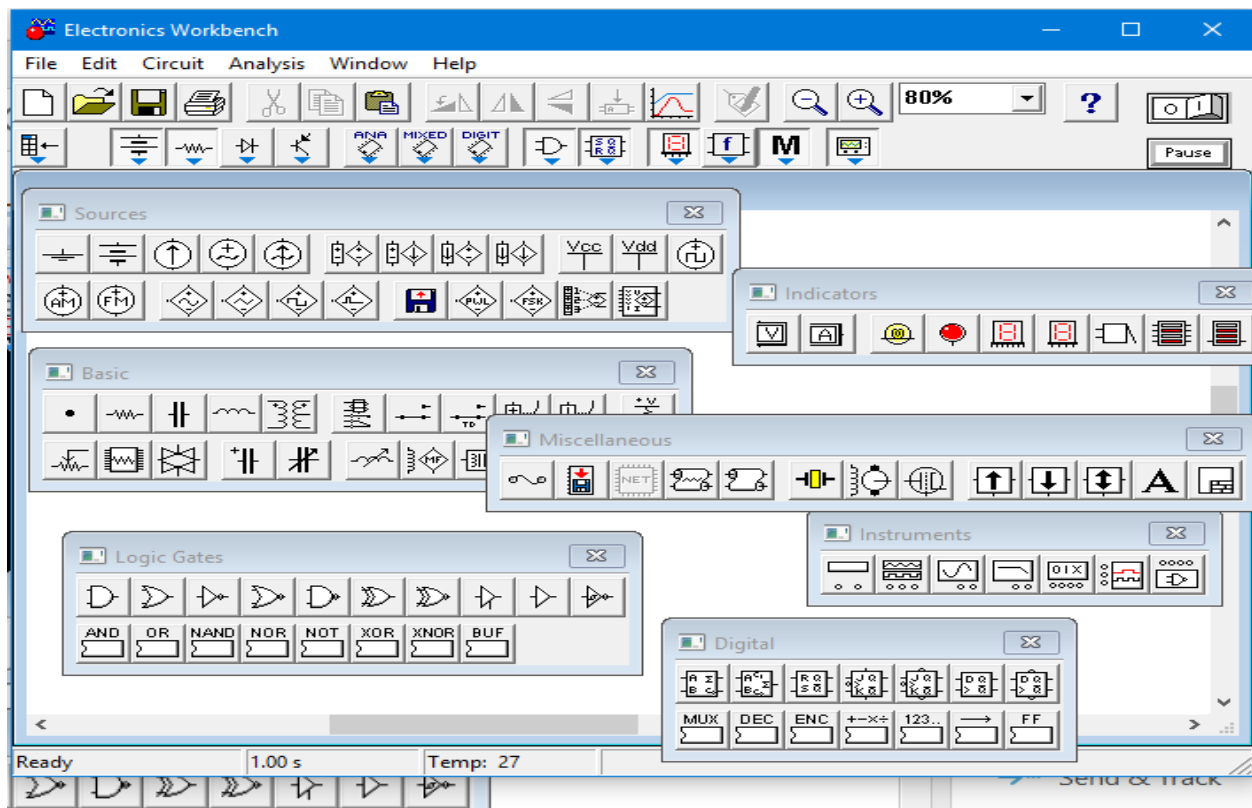 Electronics Workbench
File Edit Circuit Analysis Window Help
80% ?
ANA MIXED DIGIT f M Pause
Sources
Vcc Vdd
AM FM PUL FSK
Indicators
V A
Basic
TD +V
MF
Miscellaneous
NET A
Instruments
Logic Gates
AND OR NAND NOR NOT XOR XNOR BUF
Digital
MUX DEC ENC +-×÷ 123.. FF
Ready 1.00 s Temp: 27
Send & Track